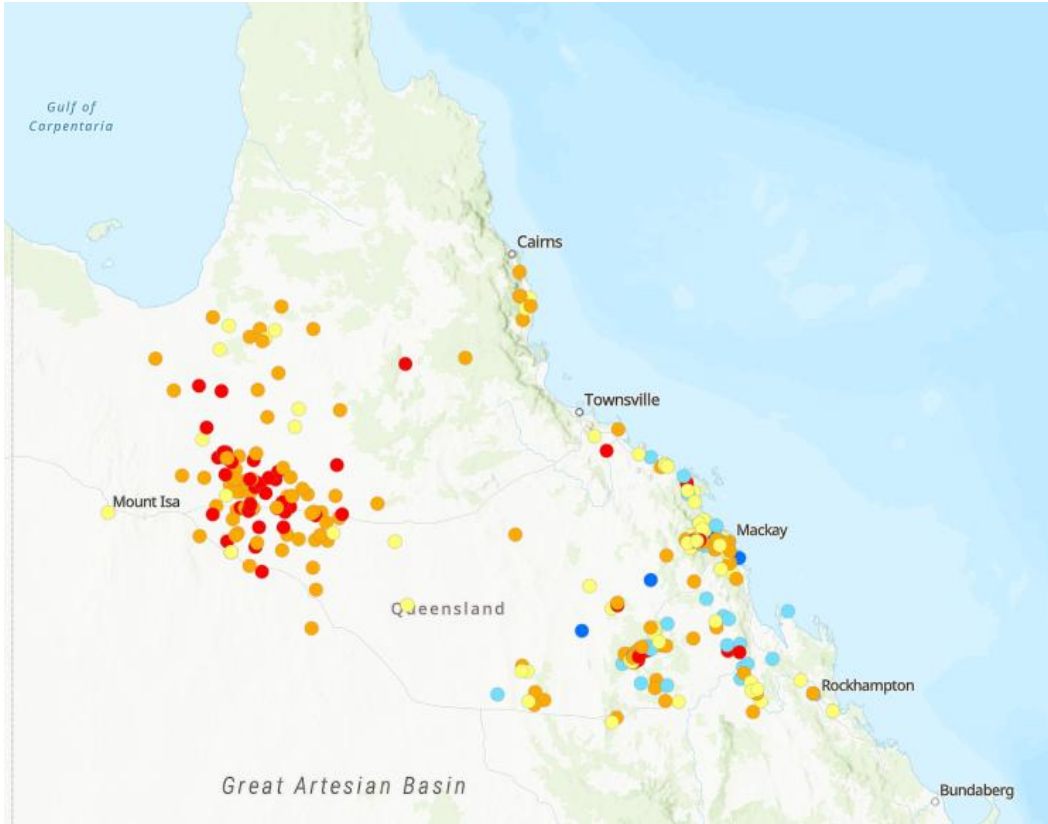 Gulf of
Carpentaria
Cairns
Townsville
Mount Isa
Mackay
Queensland
Rockhampton
Great Artesian Basin
Bundaberg